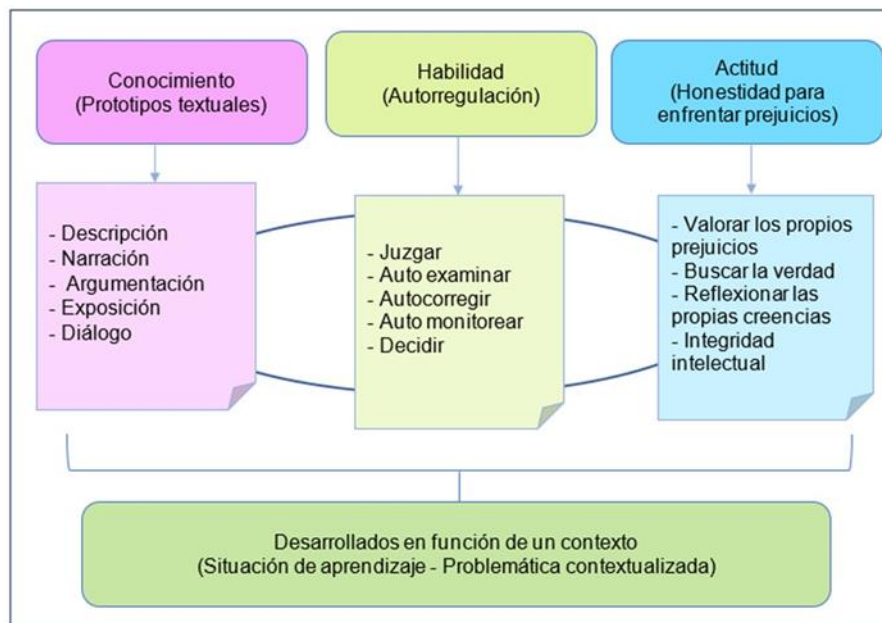 Conocimiento
(Prototipos textuales)
Habilidad
(Autorregulación)
Actitud
(Honestidad para
enfrentar prejuicios)
- Descripción
- Narración
- Argumentación
- Exposición
- Diálogo
- Juzgar
- Auto examinar
- Autocorregir
- Auto monitorear
- Decidir
- Valorar los propios
prejuicios
- Buscar la verdad
- Reflexionar las
propias creencias
- Integridad
intelectual
Desarrollados en función de un contexto
(Situación de aprendizaje - Problemática contextualizada)